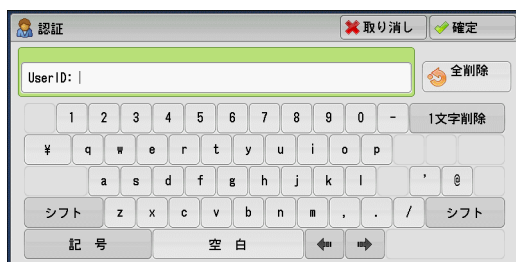 認証 取り消し 確定
UserID: 全削除
1 2 3 4 5 6 7 8 9 0 - 1文字削除
¥ q w e r t y u i o p
a s d f g h j k l ' @
シフト z x c v b n m , . / シフト
記 号 空 白